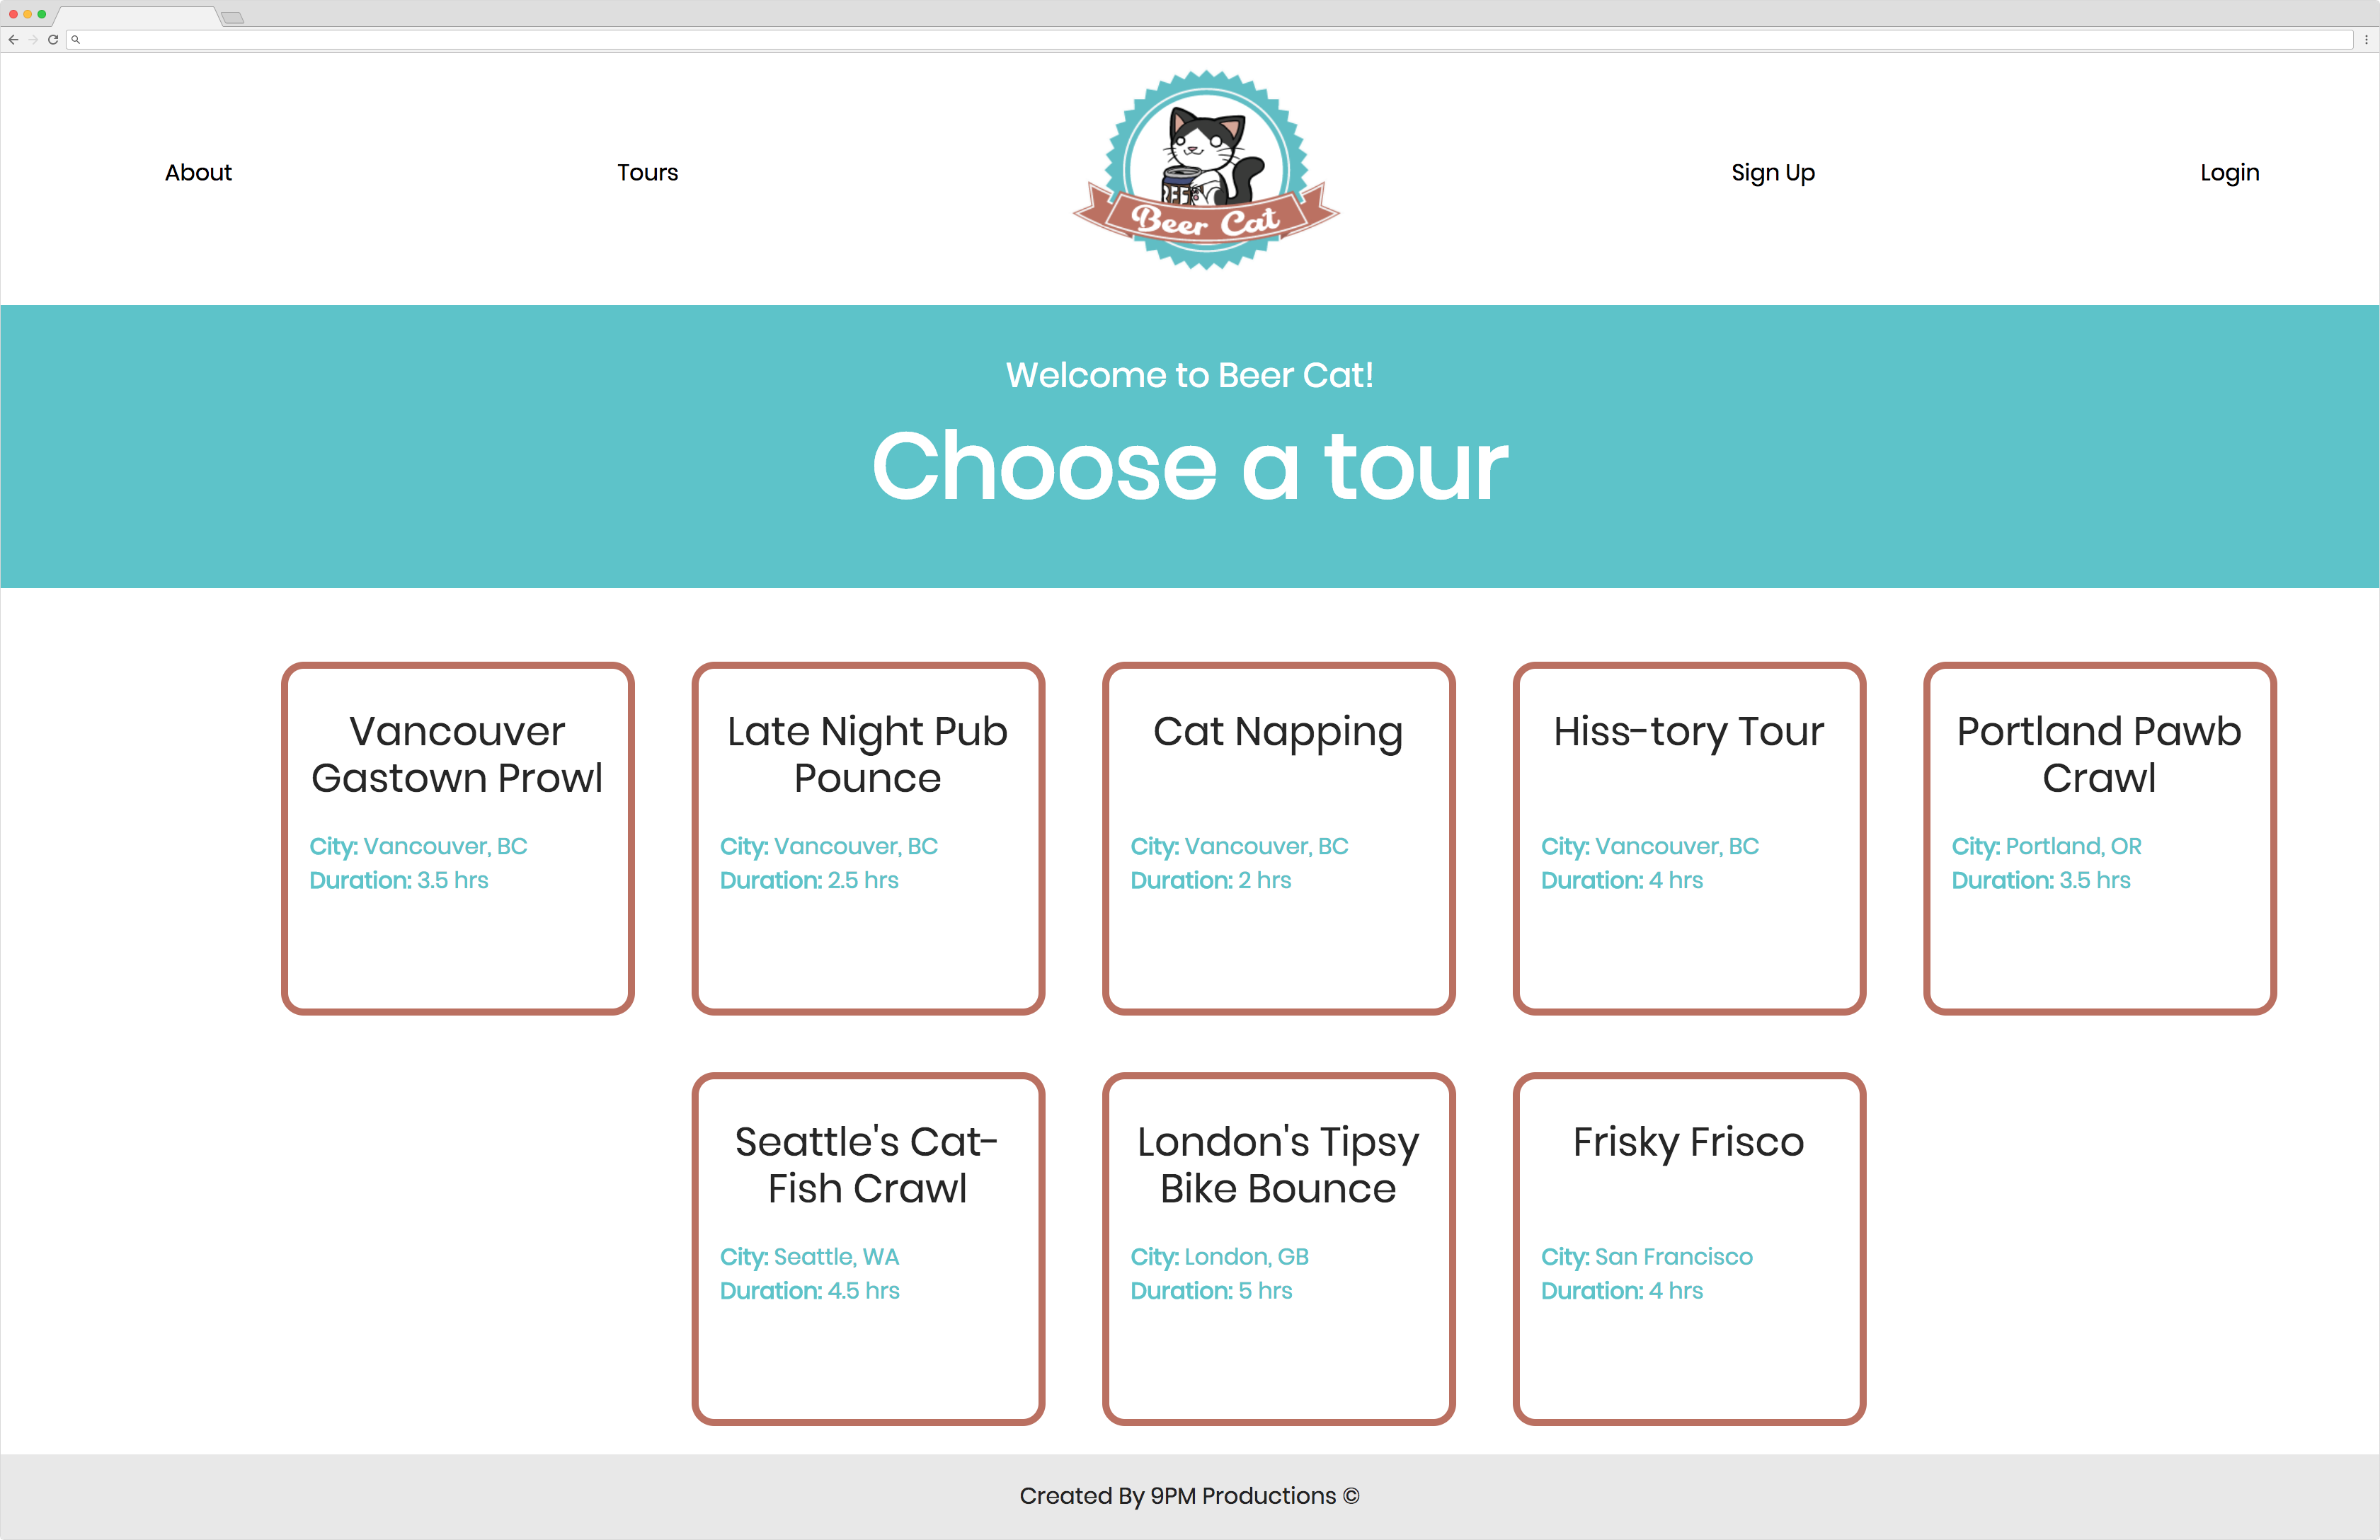 About
Tours
Beer Cat
Sign Up
Login
Welcome to Beer Cat!
Choose a tour
Vancouver
Gastown Prowl
City: Vancouver, BC
Duration: 3.5 hrs
Late Night Pub
Pounce
City: Vancouver, BC
Duration: 2.5 hrs
Cat Napping
City: Vancouver, BC
Duration: 2 hrs
Hiss-tory Tour
City: Vancouver, BC
Duration: 4 hrs
Portland Pawb
Crawl
City: Portland, OR
Duration: 3.5 hrs
Seattle's Cat-
Fish Crawl
City: Seattle, WA
Duration: 4.5 hrs
London's Tipsy
Bike Bounce
City: London, GB
Duration: 5 hrs
Frisky Frisco
City: San Francisco
Duration: 4 hrs
Created By 9PM Productions ©